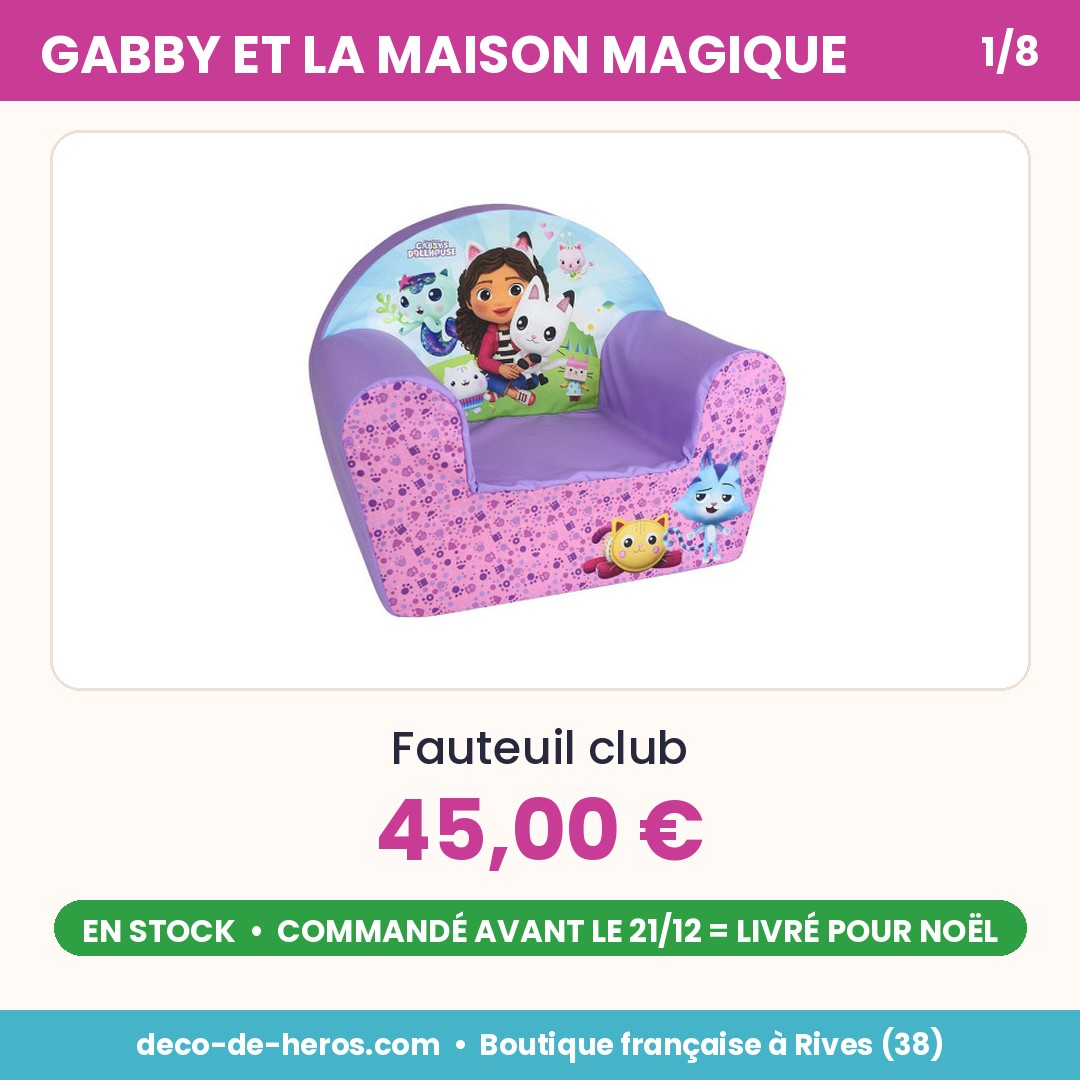 GABBY ET LA MAISON MAGIQUE
1/8
GABBY'S
DOLLHOUSE
Fauteuil club
45,00 €
EN STOCK • COMMANDÉ AVANT LE 21/12 = LIVRÉ POUR NOËL
deco-de-heros.com • Boutique française à Rives (38)